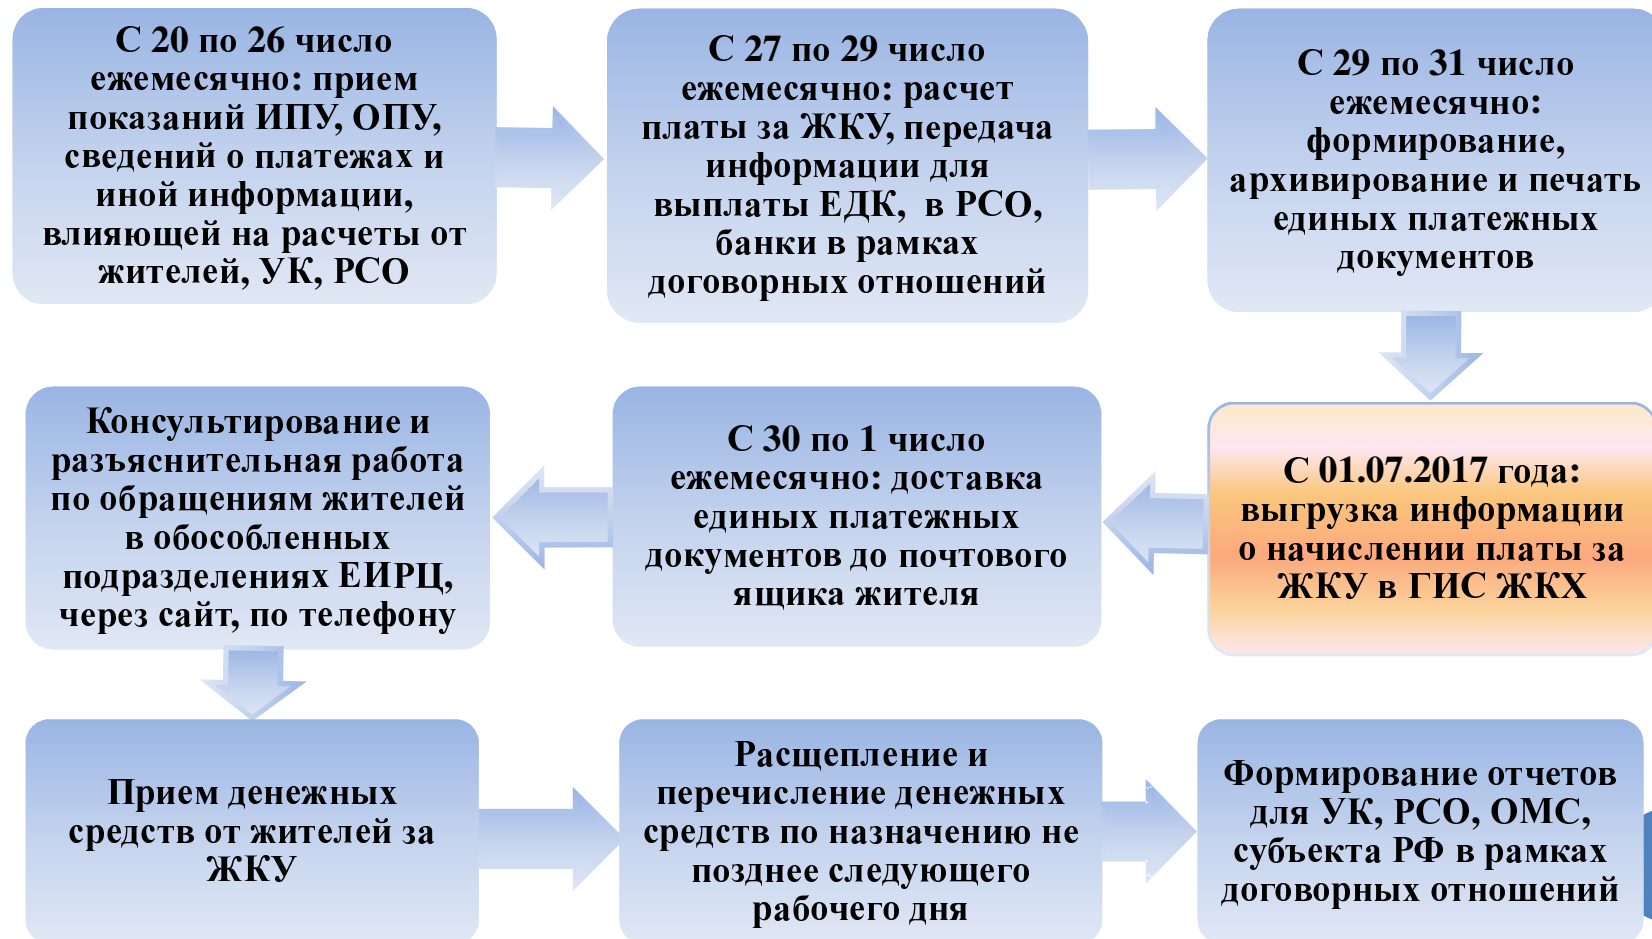 С 20 по 26 число
ежемесячно: прием
показаний ИПУ, ОПУ,
сведений о платежах и
иной информации,
влияющей на расчеты от
жителей, УК, РСО
С 27 по 29 число
ежемесячно: расчет
платы за ЖКУ, передача
информации для
выплаты ЕДК, в РСО,
банки в рамках
договорных отношений
С 29 по 31 число
ежемесячно:
формирование,
архивирование и печать
единых платежных
документов
С 01.07.2017 года:
выгрузка информации
о начислении платы за
ЖКУ в ГИС ЖКХ
С 30 по 1 число
ежемесячно: доставка
единых платежных
документов до почтового
ящика жителя
Консультирование и
разъяснительная работа
по обращениям жителей
в обособленных
подразделениях ЕИРЦ,
через сайт, по телефону
Прием денежных
средств от жителей за
ЖКУ
Расщепление и
перечисление денежных
средств по назначению не
позднее следующего
рабочего дня
Формирование отчетов
для УК, РСО, ОМС,
субъекта РФ в рамках
договорных отношений